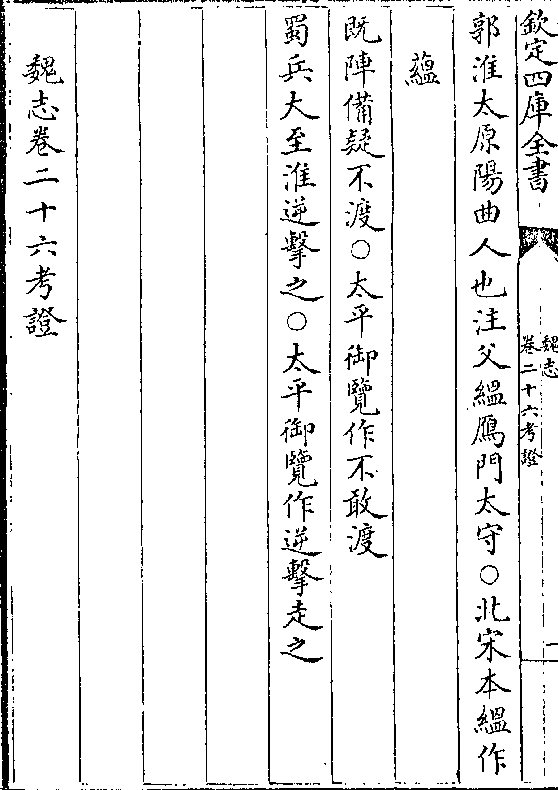 欽定四庫全書
魏志
卷二十六考證
一
郭淮太原陽曲人也注父緼鴈門太守○北宋本緼作
蘊
既陣備疑不渡○太平御覽作不敢渡
蜀兵大至淮逆擊之○太平御覽作逆擊走之
魏志卷二十六考證